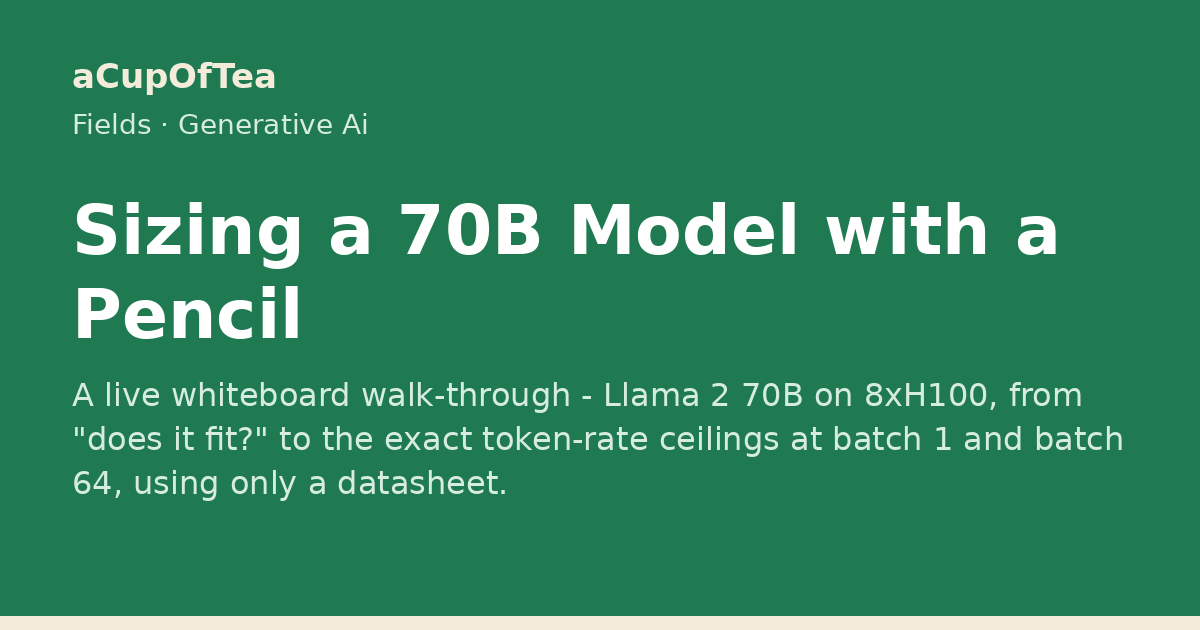 aCupOfTea
Fields · Generative Ai
Sizing a 70B Model with a
Pencil
A live whiteboard walk-through - Llama 2 70B on 8xH100, from
"does it fit?" to the exact token-rate ceilings at batch 1 and batch
64, using only a datasheet.